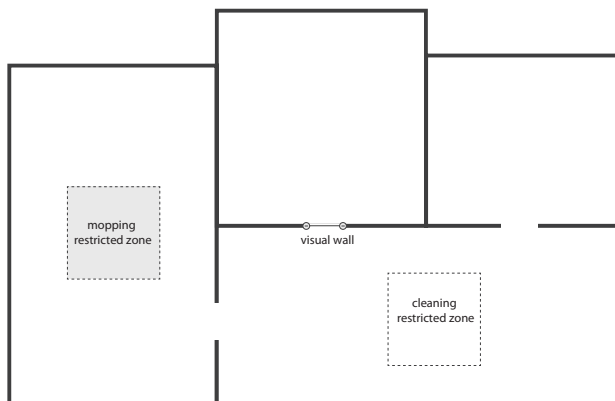 mopping
restricted zone
visual wall
cleaning
restricted zone